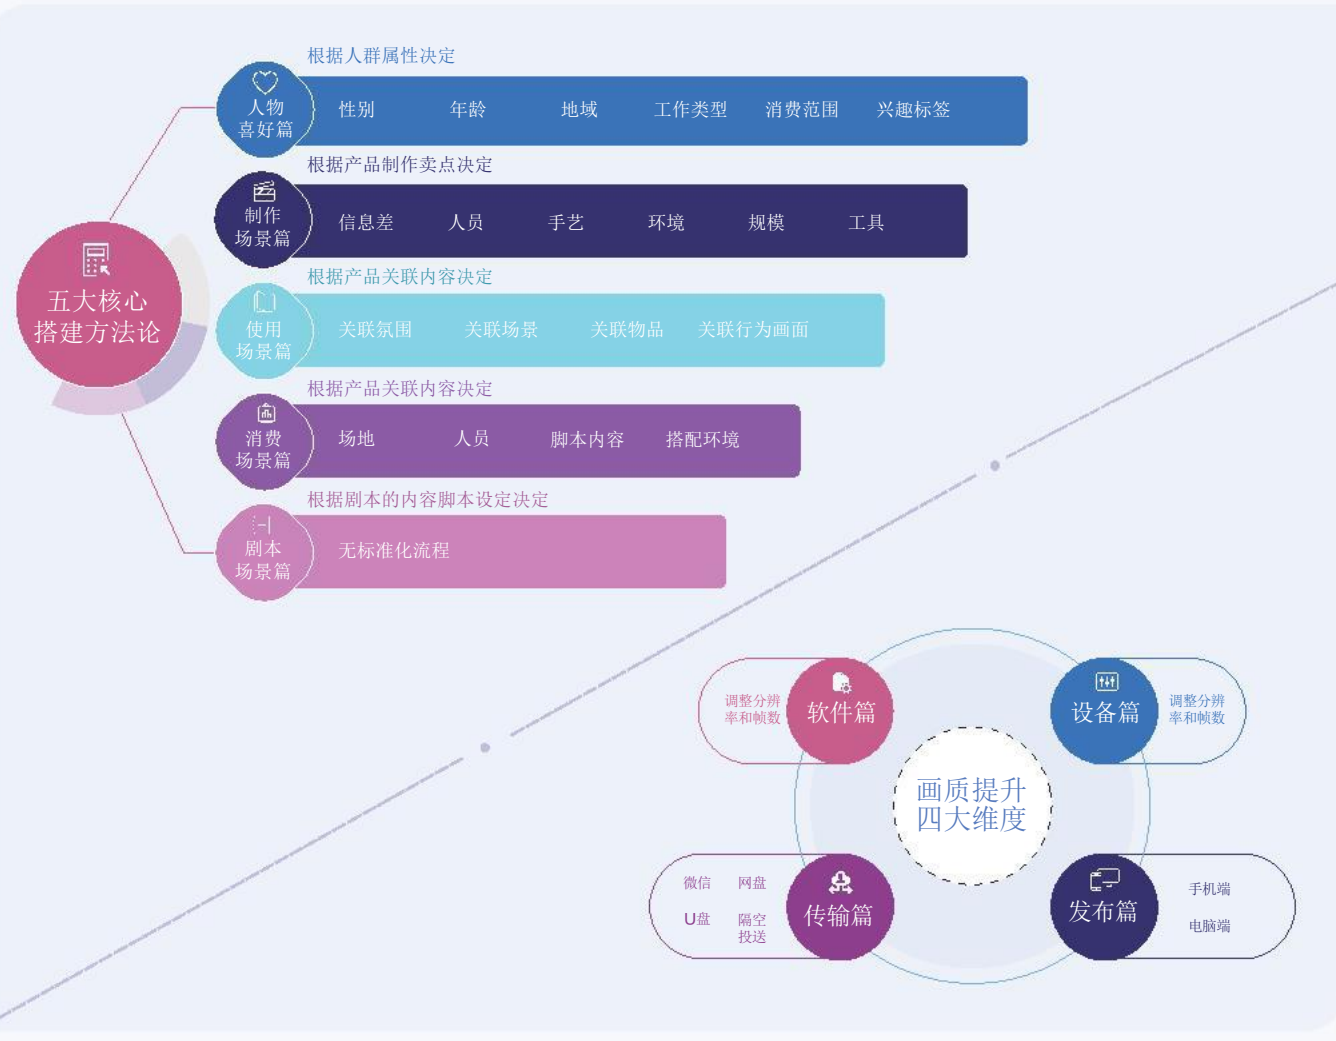 五大核心
搭建方法论
根据人群属性决定
人物
喜好篇
性别 年龄 地域 工作类型 消费范围 兴趣标签
根据产品制作卖点决定
制作
场景篇
信息差 人员 手艺 环境 规模 工具
根据产品关联内容决定
使用
场景篇
关联氛围 关联场景 关联物品 关联行为画面
根据产品关联内容决定
消费
场景篇
场地 人员 脚本内容 搭配环境
根据剧本的内容脚本设定决定
剧本
场景篇
无标准化流程
画质提升
四大维度
软件篇
调整分辨
率和帧数
设备篇
调整分辨
率和帧数
传输篇
微信 网盘
U盘 隔空
投送
发布篇
手机端
电脑端